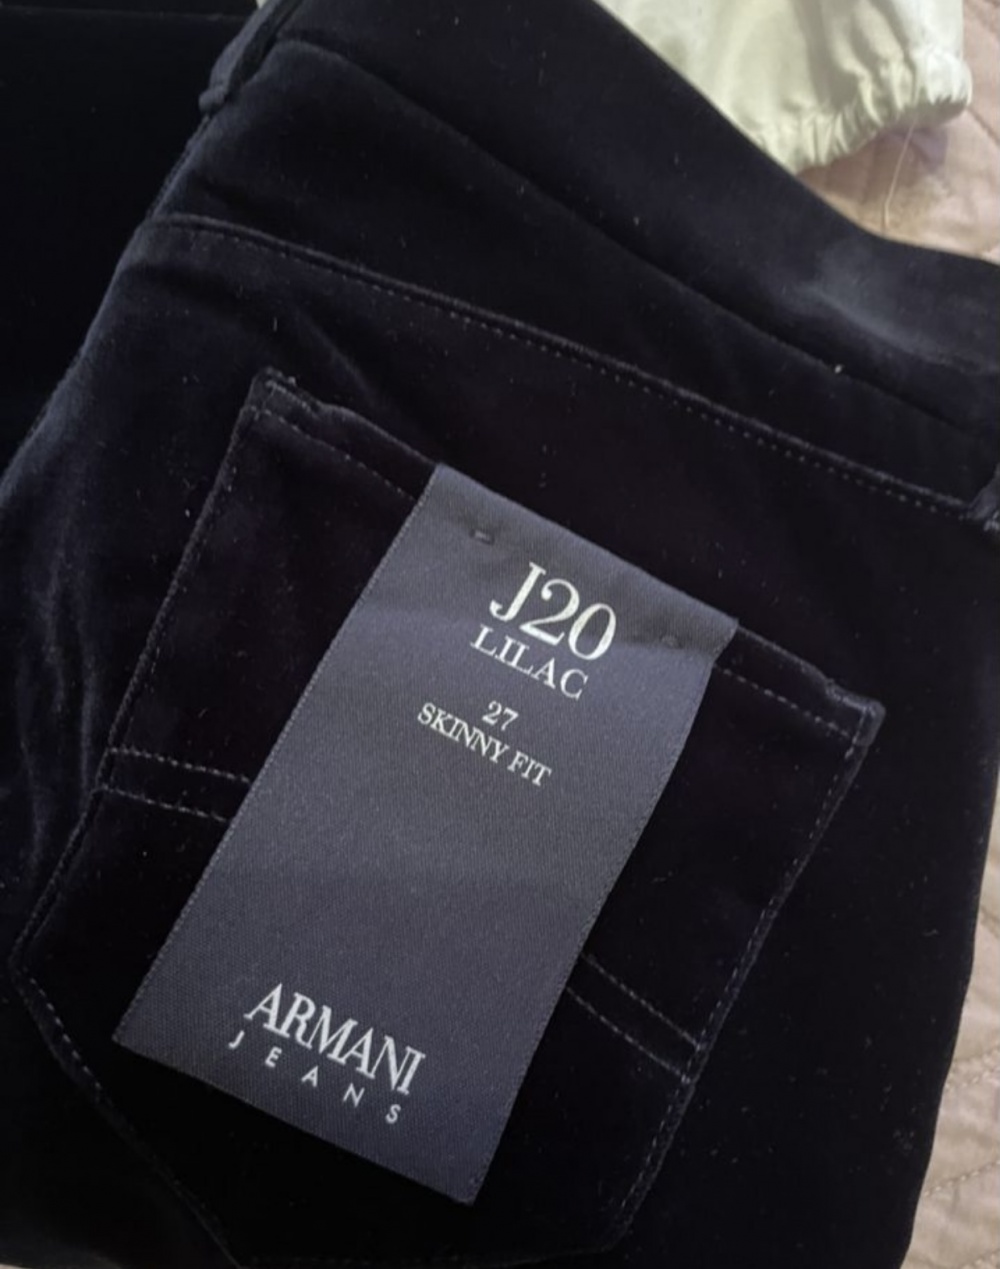 J20
LILAC
27
SKINNY FIT
ARMANI
JEANS